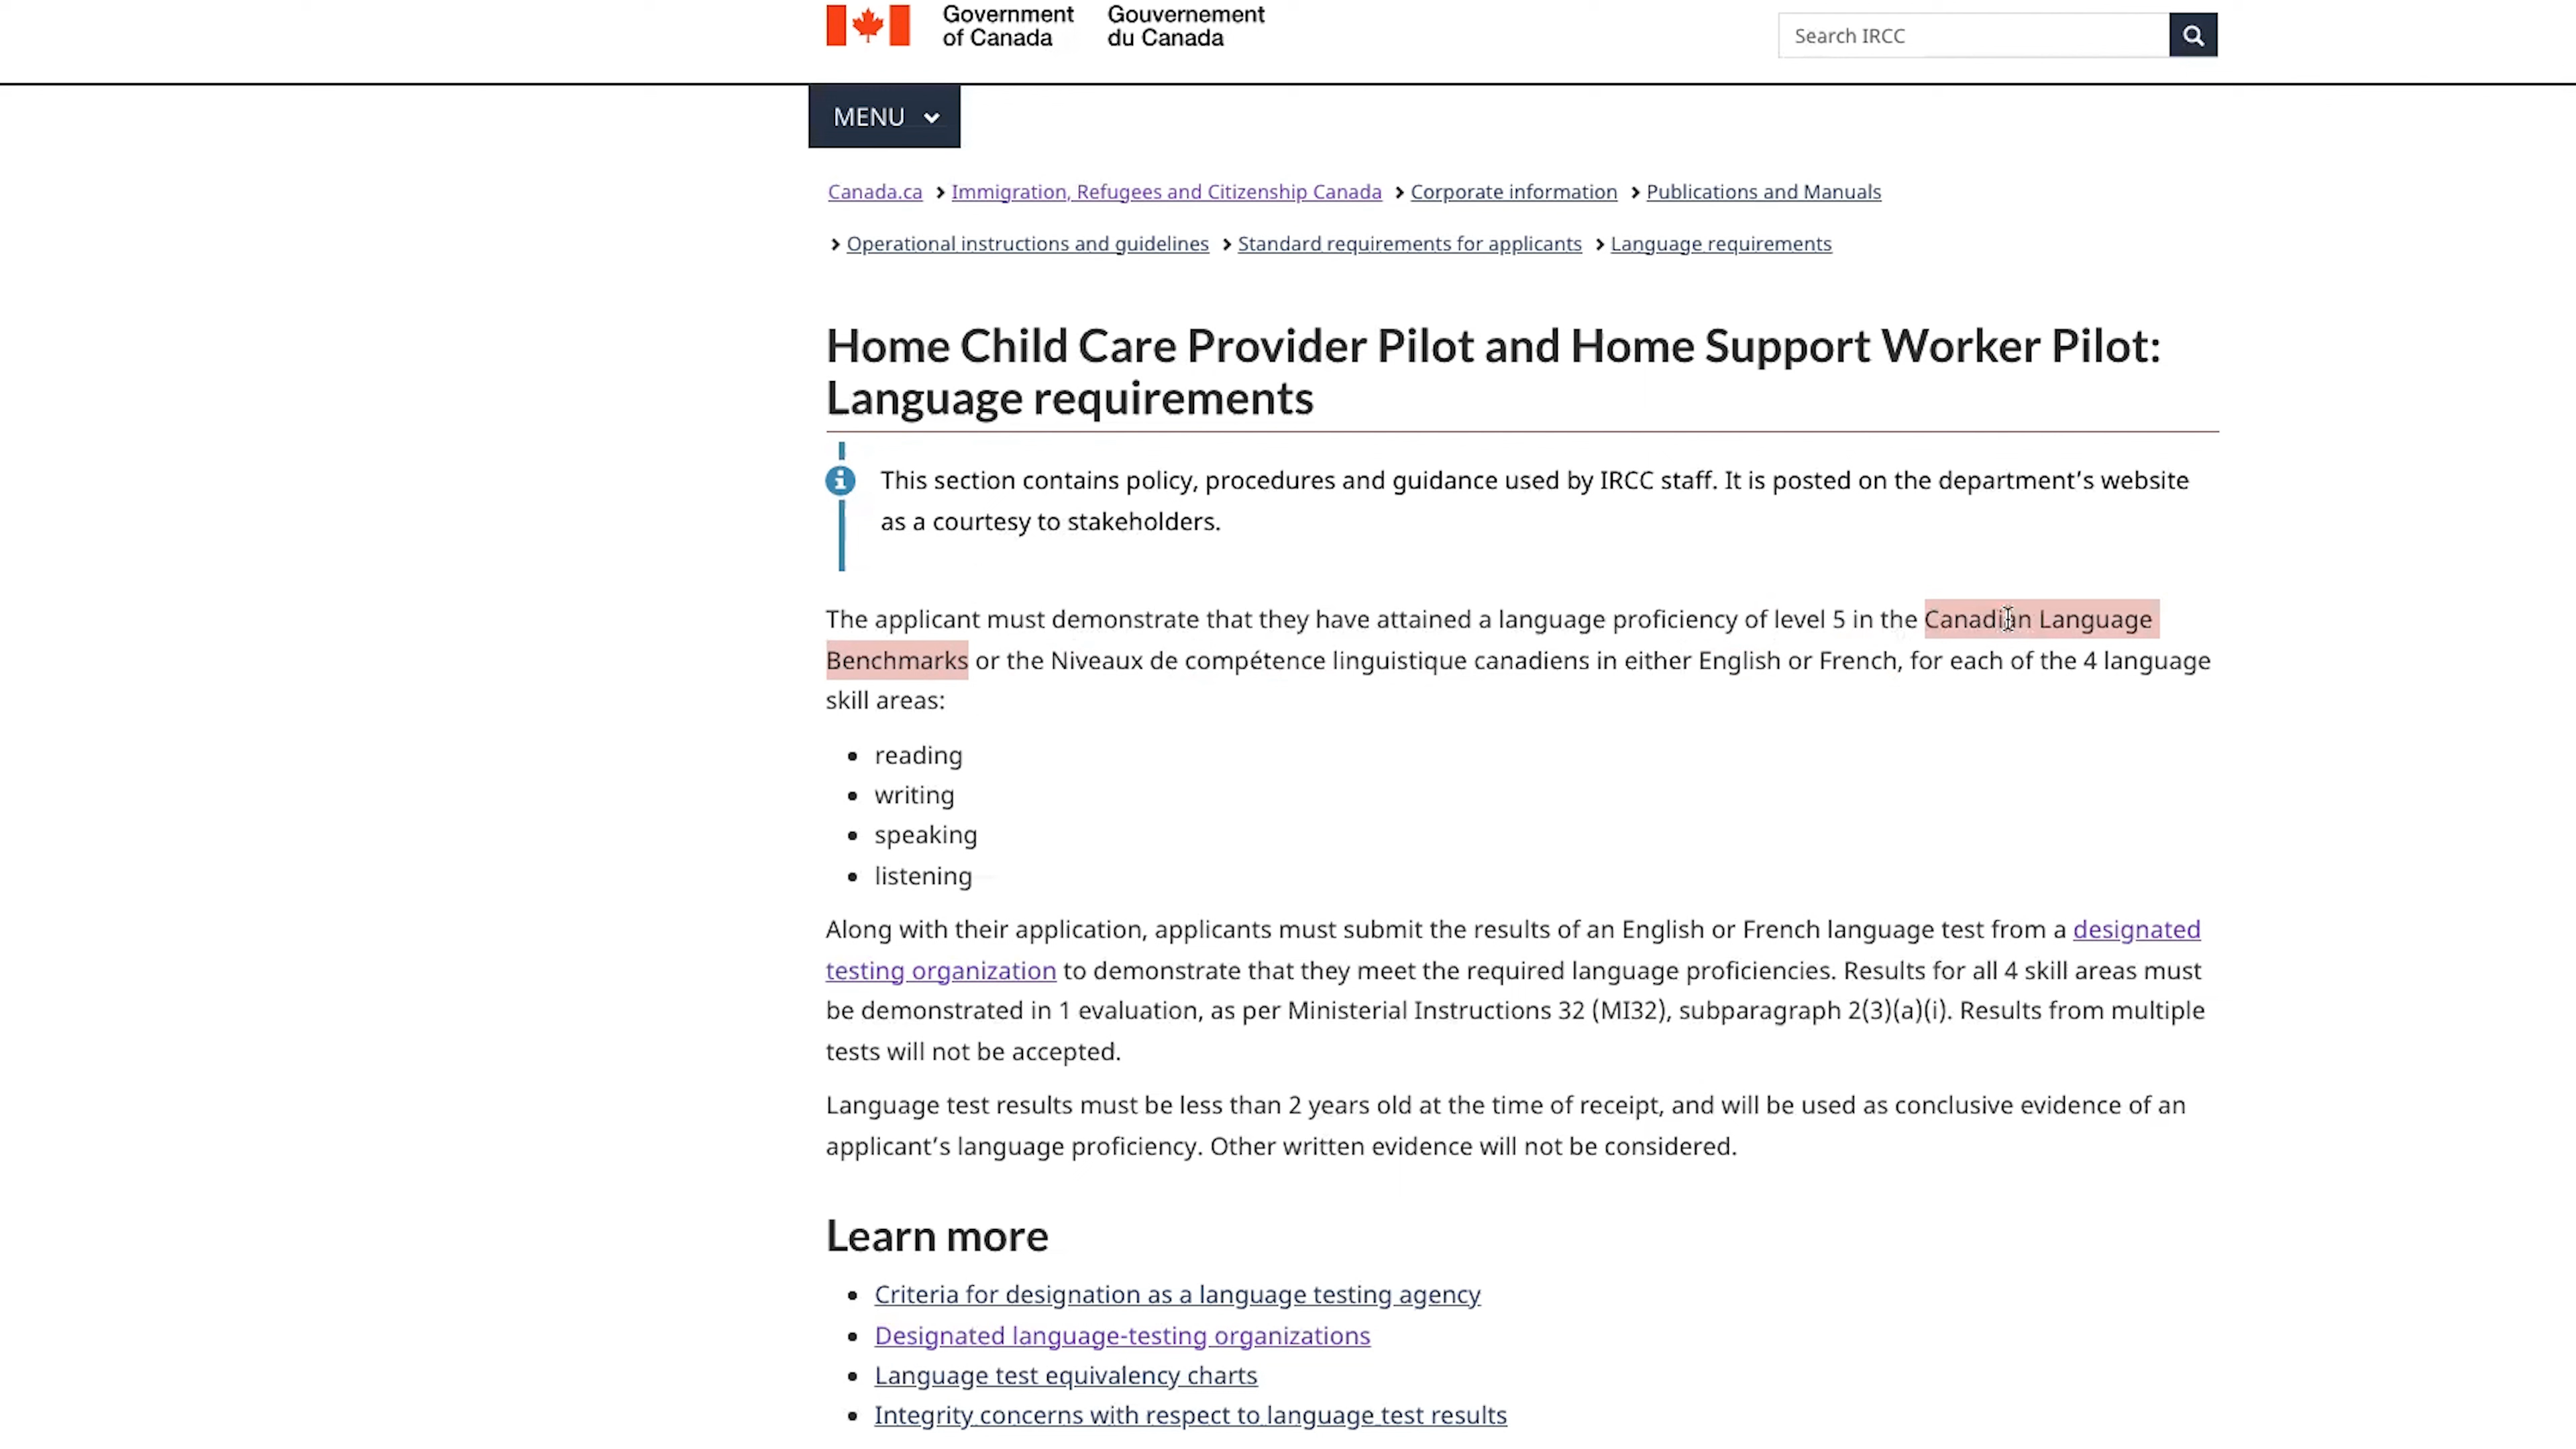 Government of Canada
Gouvernement du Canada
Search IRCC
MENU
Canada.ca Immigration, Refugees and Citizenship Canada Corporate information Publications and Manuals
Operational instructions and guidelines Standard requirements for applicants Language requirements
Home Child Care Provider Pilot and Home Support Worker Pilot:
Language requirements
This section contains policy, procedures and guidance used by IRCC staff. It is posted on the department's website
as a courtesy to stakeholders.
The applicant must demonstrate that they have attained a language proficiency of level 5 in the Canadian Language
Benchmarks or the Niveaux de compétence linguistique canadiens in either English or French, for each of the 4 language
skill areas:
reading
writing
speaking
listening
Along with their application, applicants must submit the results of an English or French language test from a designated
testing organization to demonstrate that they meet the required language proficiencies. Results for all 4 skill areas must
be demonstrated in 1 evaluation, as per Ministerial Instructions 32 (MI32), subparagraph 2(3)(a)(i). Results from multiple
tests will not be accepted.
Language test results must be less than 2 years old at the time of receipt, and will be used as conclusive evidence of an
applicant's language proficiency. Other written evidence will not be considered.
Learn more
Criteria for designation as a language testing agency
Designated language-testing organizations
Language test equivalency charts
Integrity concerns with respect to language test results